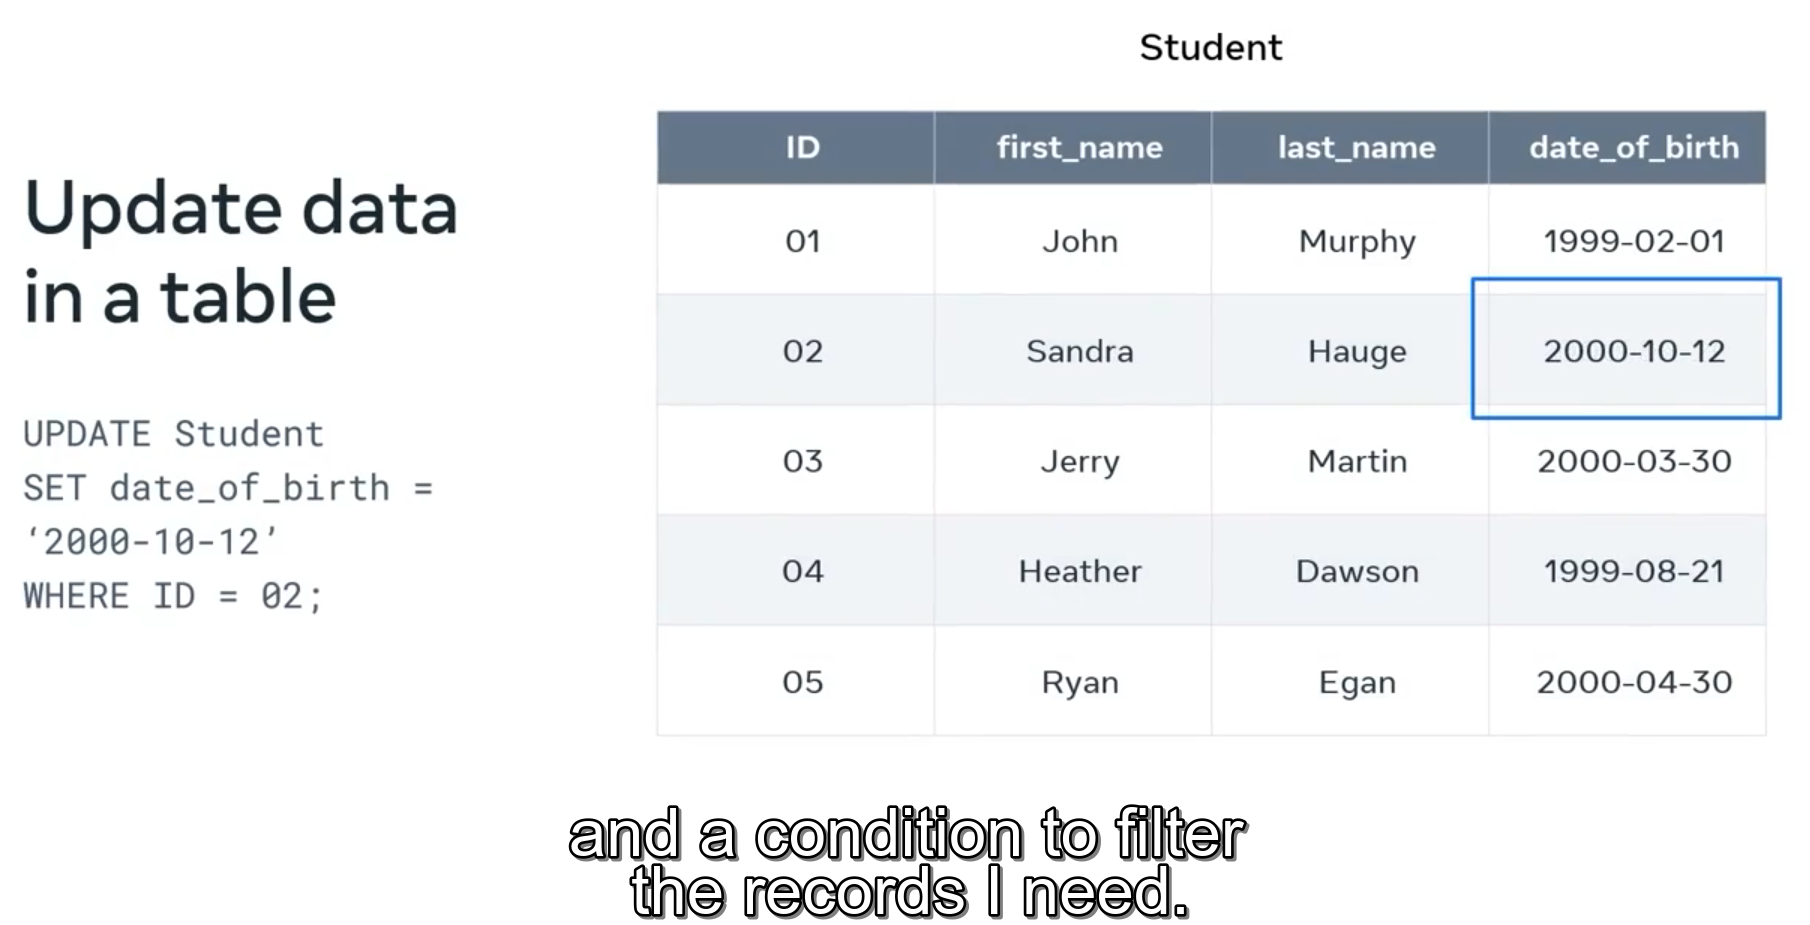 Student
Update data
in a table
UPDATE Student
SET date_of_birth =
‘2000-10-12’
WHERE ID = 02;
ID first_name last_name date_of_birth
01 John Murphy 1999-02-01
02 Sandra Hauge 2000-10-12
03 Jerry Martin 2000-03-30
04 Heather Dawson 1999-08-21
05 Ryan Egan 2000-04-30
and a condition to filter
the records I need.